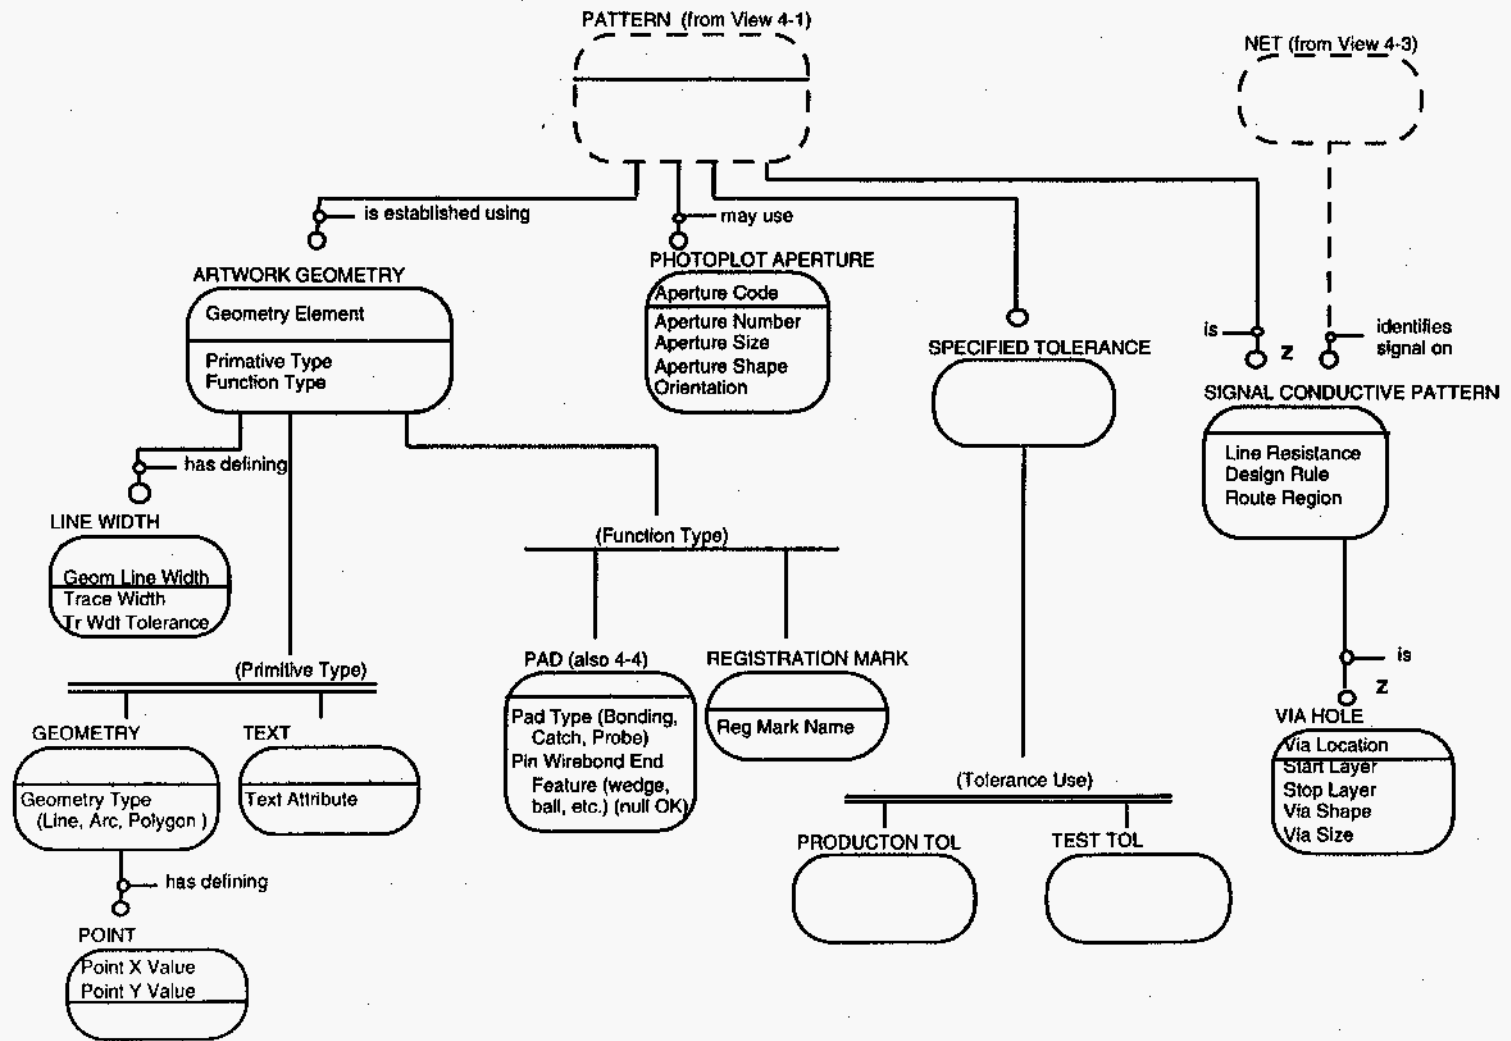 PATTERN (from View 4-1)
NET (from View 4-3)
is established using
may use
ARTWORK GEOMETRY
Geometry Element
Primative Type
Function Type
PHOTOPLOT APERTURE
Aperture Code
Aperture Number
Aperture Size
Aperture Shape
Orientation
SPECIFIED TOLERANCE
is
Z
identifies
signal on
SIGNAL CONDUCTIVE PATTERN
Line Resistance
Design Rule
Route Region
has defining
LINE WIDTH
Geom Line Width
Trace Width
Tr Wdt Tolerance
(Function Type)
(Primitive Type)
PAD (also 4-4)
Pad Type (Bonding,
Catch, Probe)
Pin Wirebond End
Feature (wedge,
ball, etc.) (null OK)
REGISTRATION MARK
Reg Mark Name
is
Z
VIA HOLE
Via Location
Start Layer
Stop Layer
Via Shape
Via Size
GEOMETRY
Geometry Type
(Line, Arc, Polygon )
TEXT
Text Attribute
(Tolerance Use)
PRODUCTON TOL
TEST TOL
has defining
POINT
Point X Value
Point Y Value